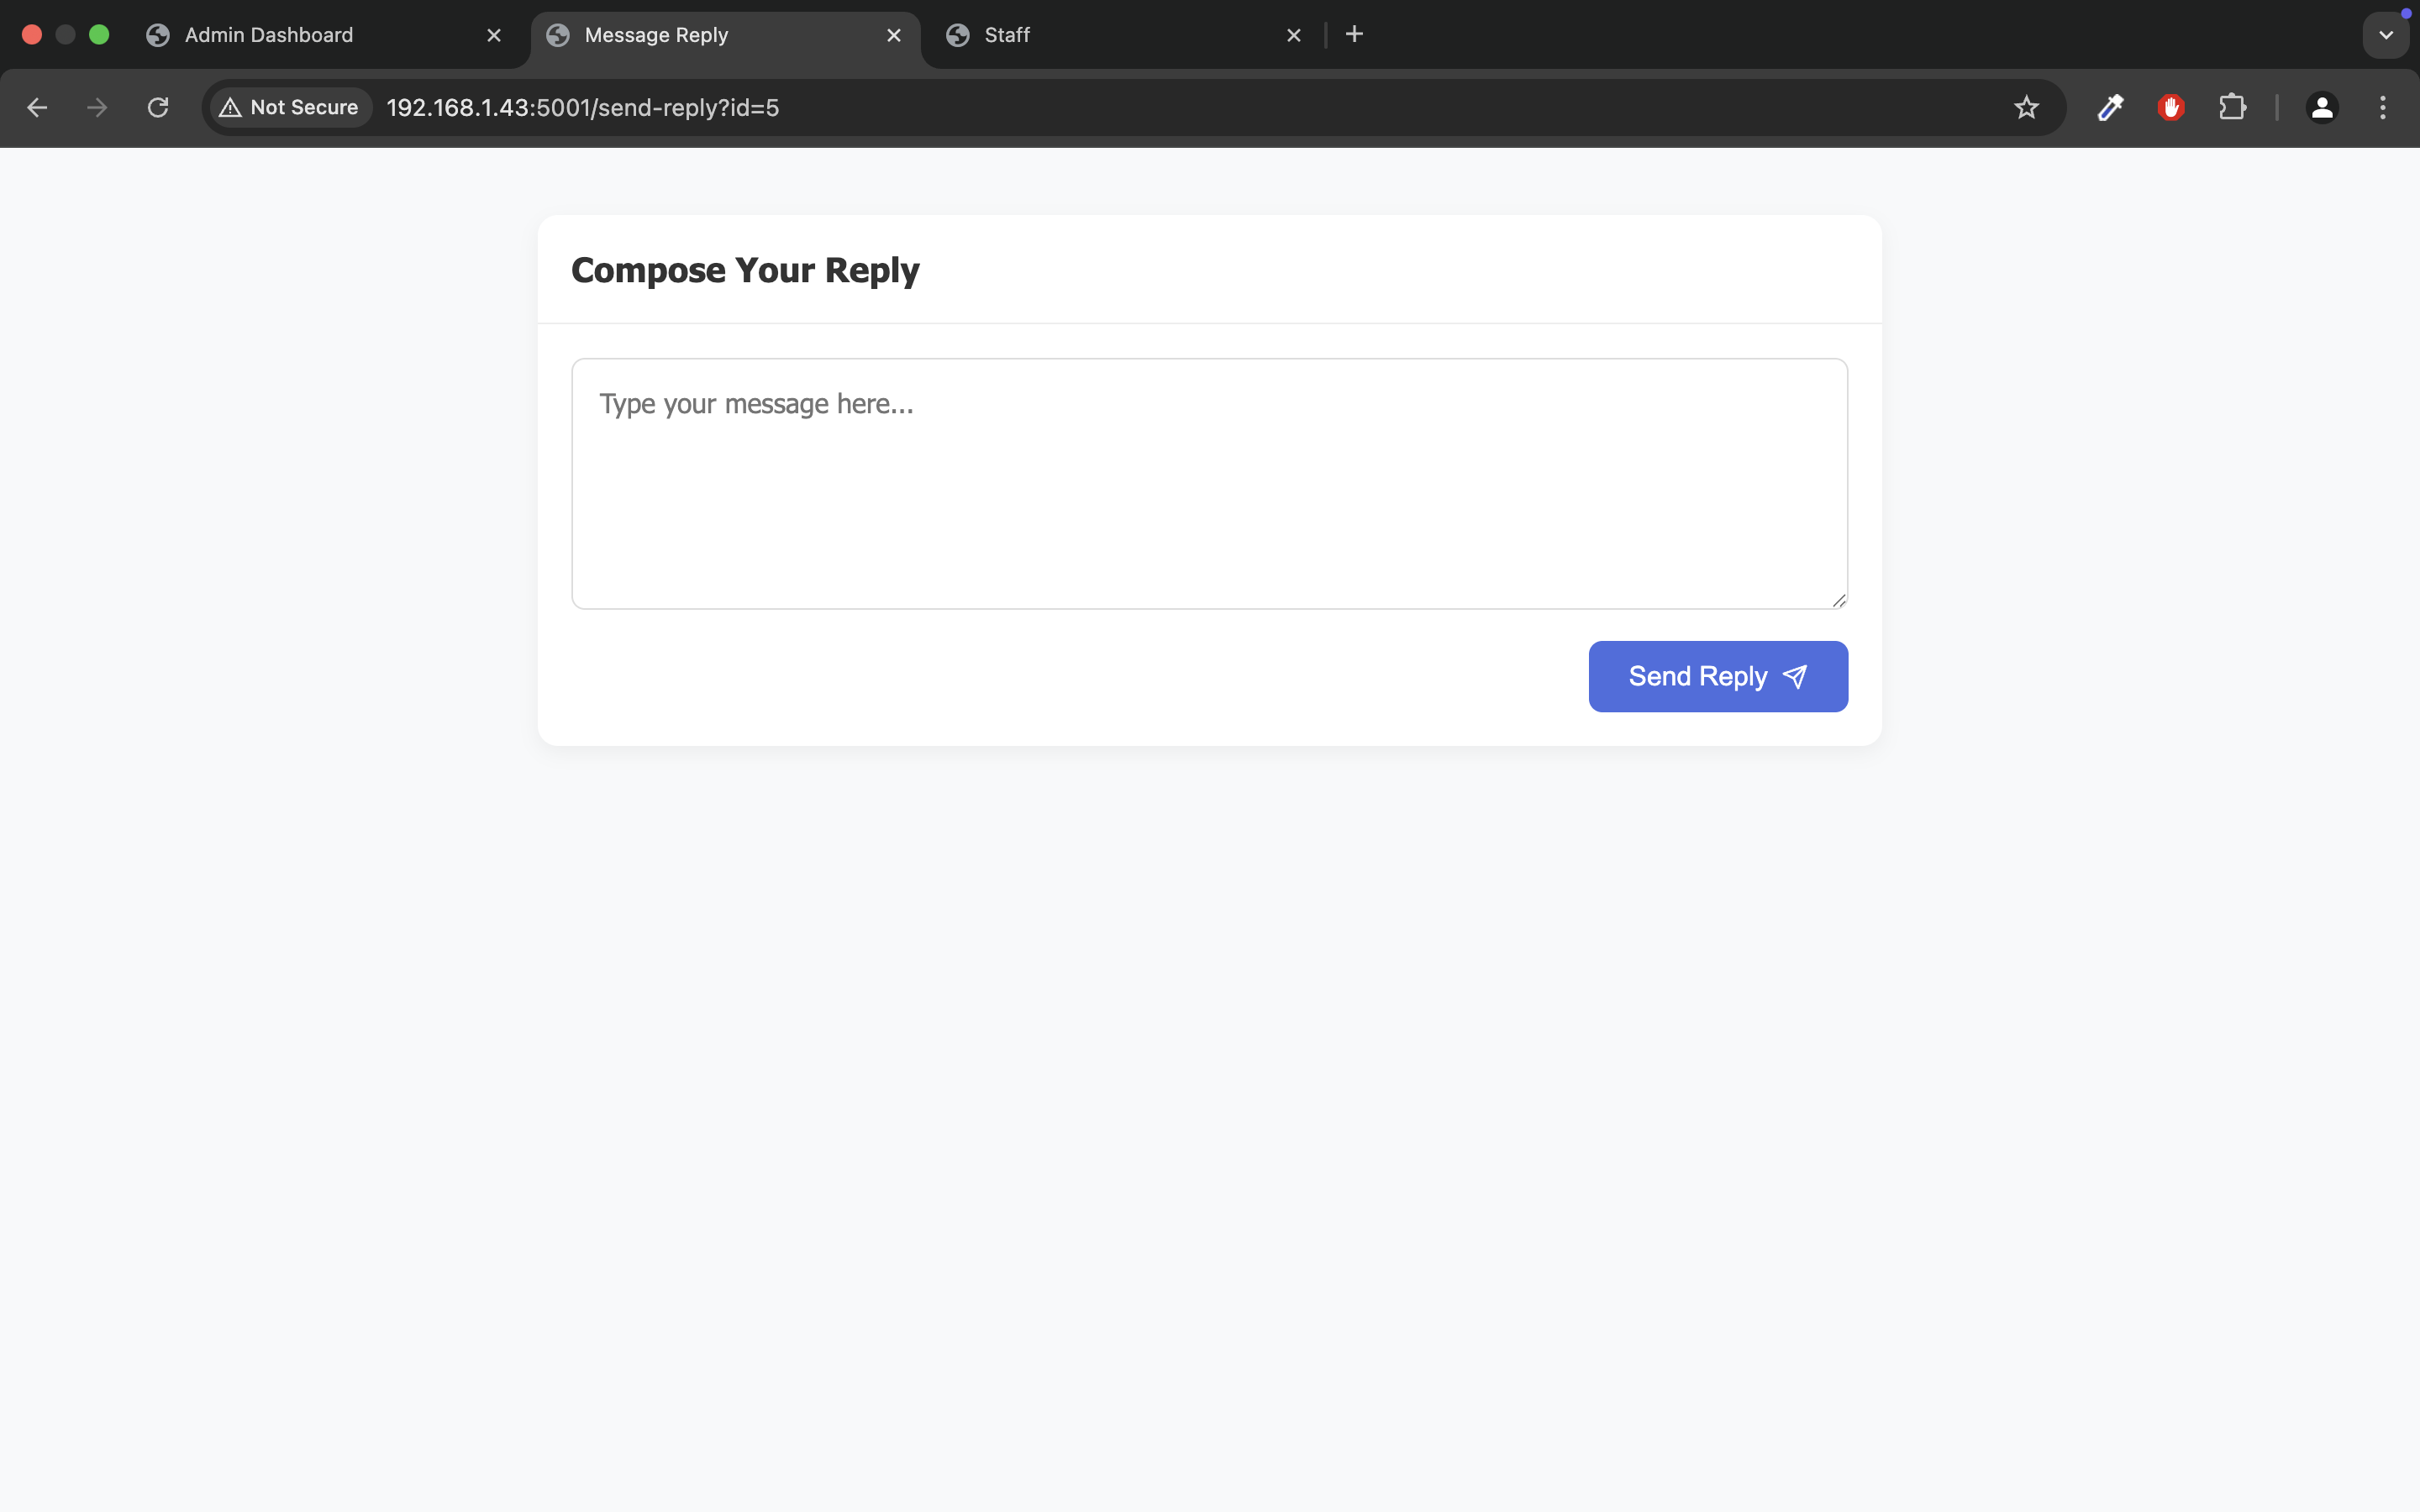 Admin Dashboard
Message Reply
Staff
Not Secure
192.168.1.43:5001/send-reply?id=5
Compose Your Reply
Type your message here...
Send Reply